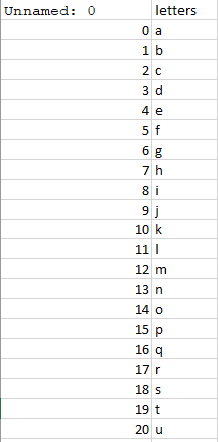 Unnamed: 0 letters
0 a
1 b
2 c
3 d
4 e
5 f
6 g
7 h
8 i
9 j
10 k
11 l
12 m
13 n
14 o
15 p
16 q
17 r
18 s
19 t
20 u